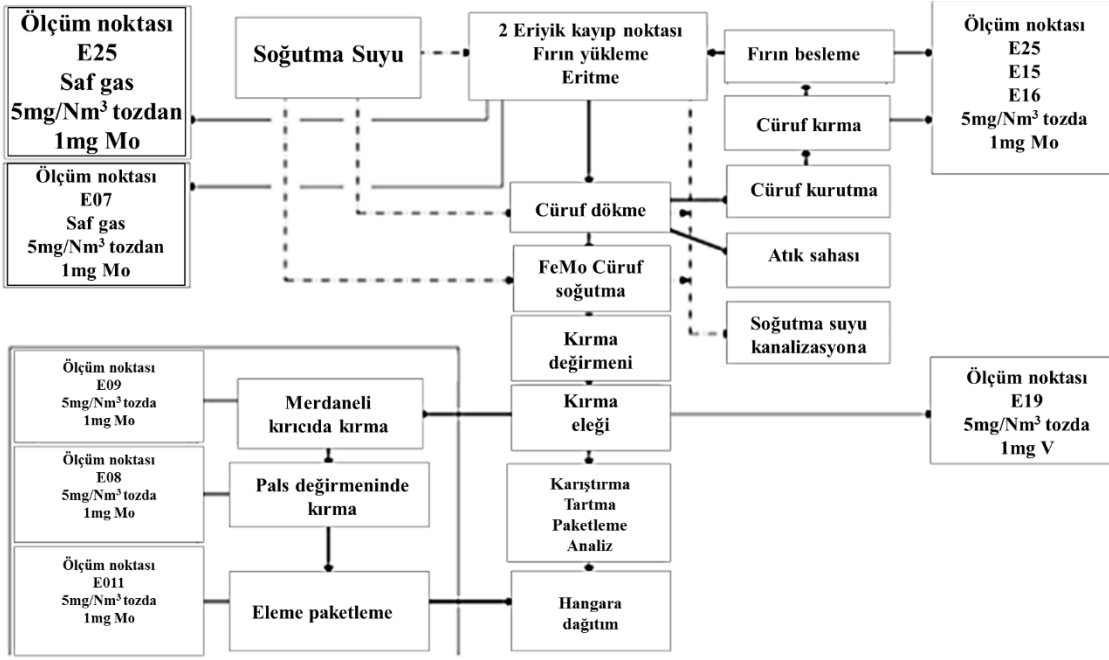 Ölçüm noktası
E25
Saf gas
5mg/Nm³ tozdan
1mg Mo
Soğutma Suyu
2 Eriyik kayıp noktası
Fırın yükleme
Eritme
Fırın besleme
Ölçüm noktası
E25
E15
E16
5mg/Nm³ tozda
1mg Mo
Cüruf kırma
Ölçüm noktası
E07
Saf gas
5mg/Nm³ tozdan
1mg Mo
Cüruf kurutma
Cüruf dökme
Atık sahası
FeMo Cüruf
soğutma
Soğutma suyu
kanalizasyona
Kırma
değirmeni
Ölçüm noktası
E09
5mg/Nm³ tozda
1mg Mo
Merdaneli
kırıcıda kırma
Kırma
eleği
Ölçüm noktası
E19
5mg/Nm³ tozda
1mg V
Ölçüm noktası
E08
5mg/Nm³ tozda
1mg Mo
Pals değirmeninde
kırma
Karıştırma
Tartma
Paketleme
Analiz
Ölçüm noktası
E011
5mg/Nm³ tozda
1mg Mo
Eleme paketleme
Hangara
dağıtım